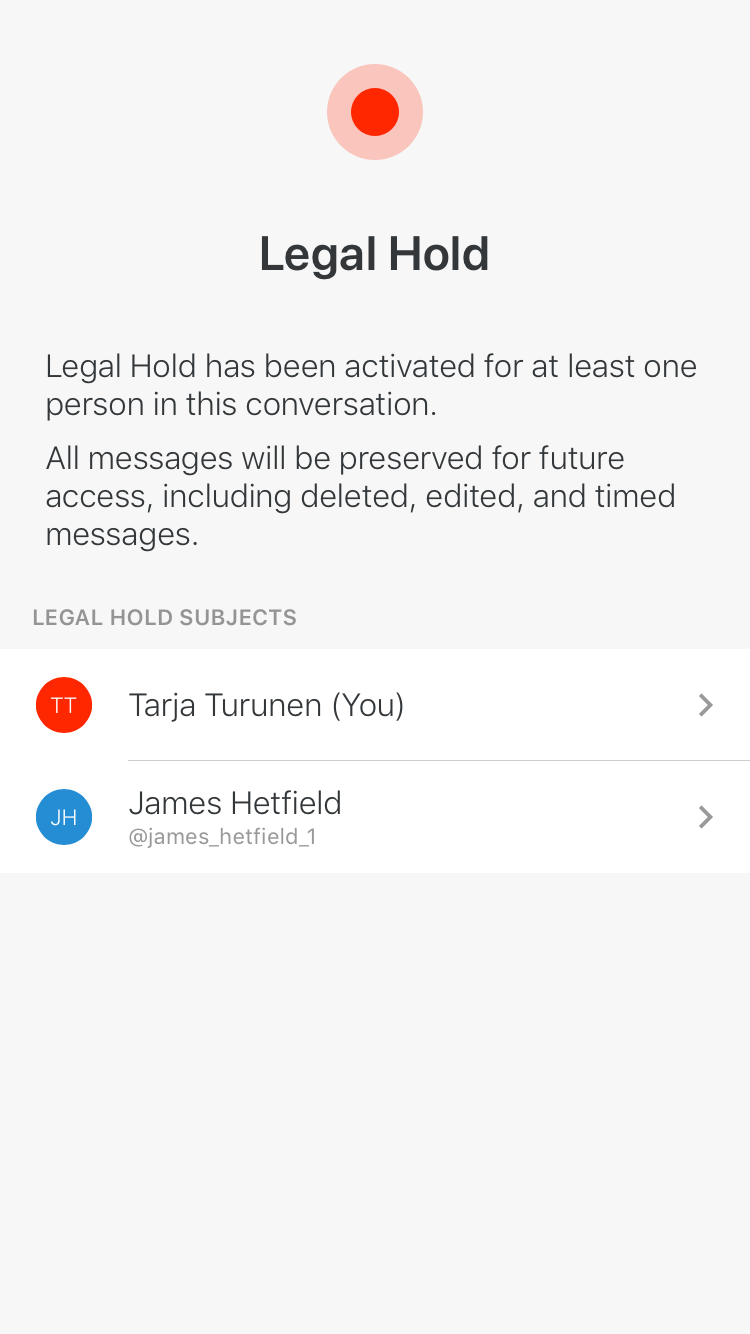 Legal Hold
Legal Hold has been activated for at least one
person in this conversation.
All messages will be preserved for future
access, including deleted, edited, and timed
messages.
LEGAL HOLD SUBJECTS
TT
Tarja Turunen (You)
JH
James Hetfield
@james_hetfield_1